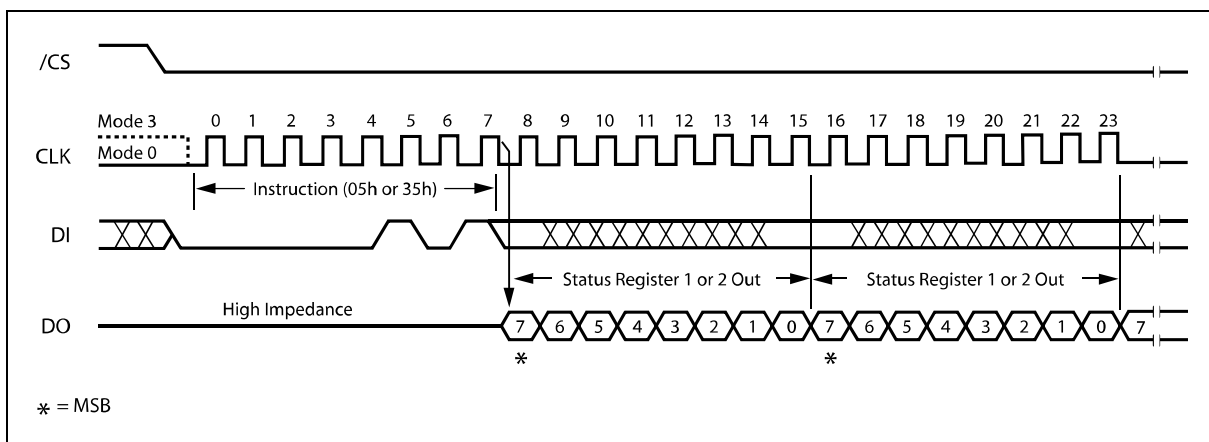 /CS
Mode 3
0 1 2 3 4 5 6 7 8 9 10 11 12 13 14 15 16 17 18 19 20 21 22 23
CLK
Mode 0
Instruction (05h or 35h)
DI
Status Register 1 or 2 Out
Status Register 1 or 2 Out
High Impedance
DO
7 6 5 4 3 2 1 0 7 6 5 4 3 2 1 0 7
* *
* = MSB